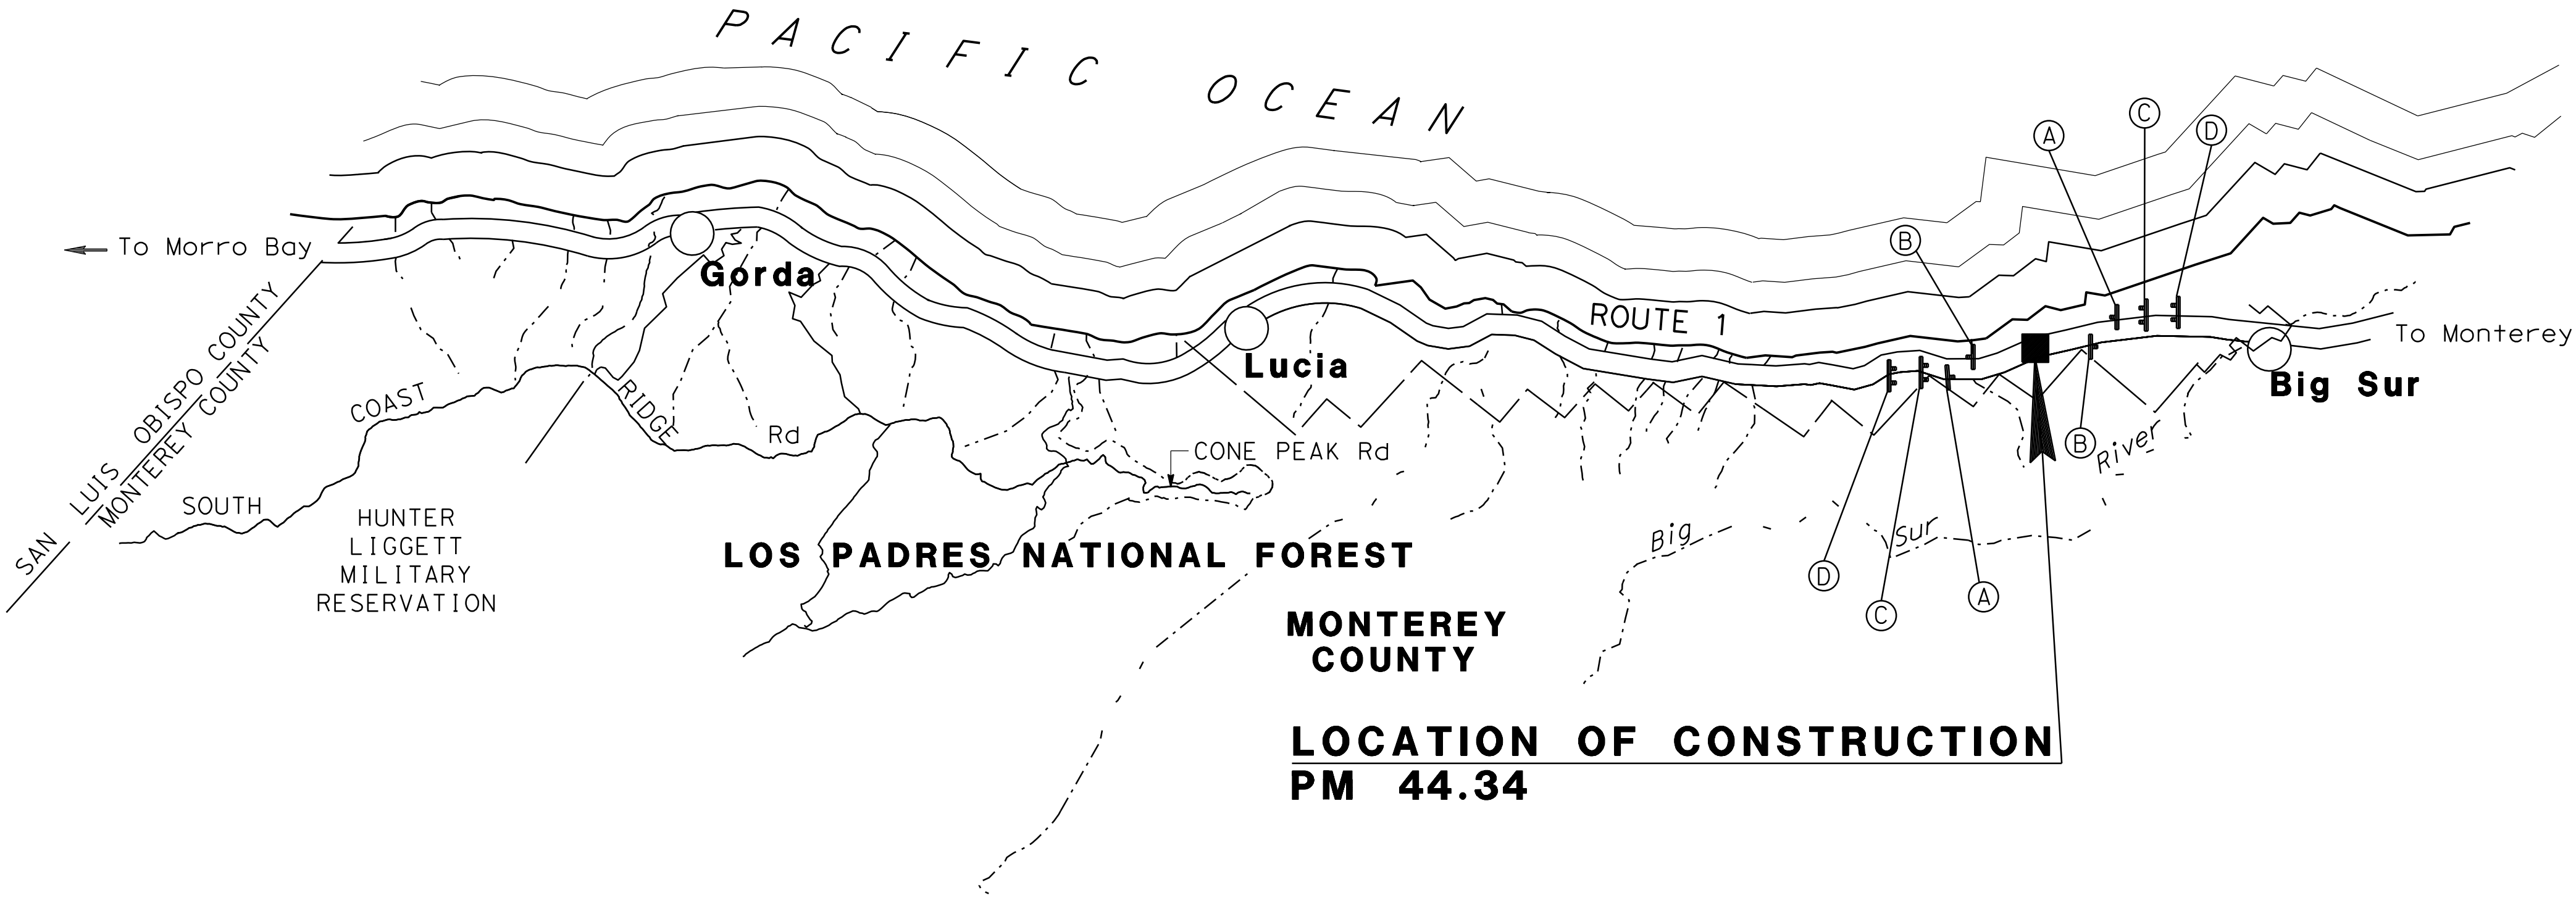 PACIFIC OCEAN
A
C
D
B
To Morro Bay
Gorda
ROUTE 1
To Monterey
Lucia
Big Sur
SAN LUIS OBISPO COUNTY
MONTEREY COUNTY
SOUTH COAST RIDGE Rd
CONE PEAK Rd
B
Big Sur River
HUNTER
LIGGETT
MILITARY
RESERVATION
LOS PADRES NATIONAL FOREST
D
C
A
MONTEREY
COUNTY
LOCATION OF CONSTRUCTION
PM 44.34